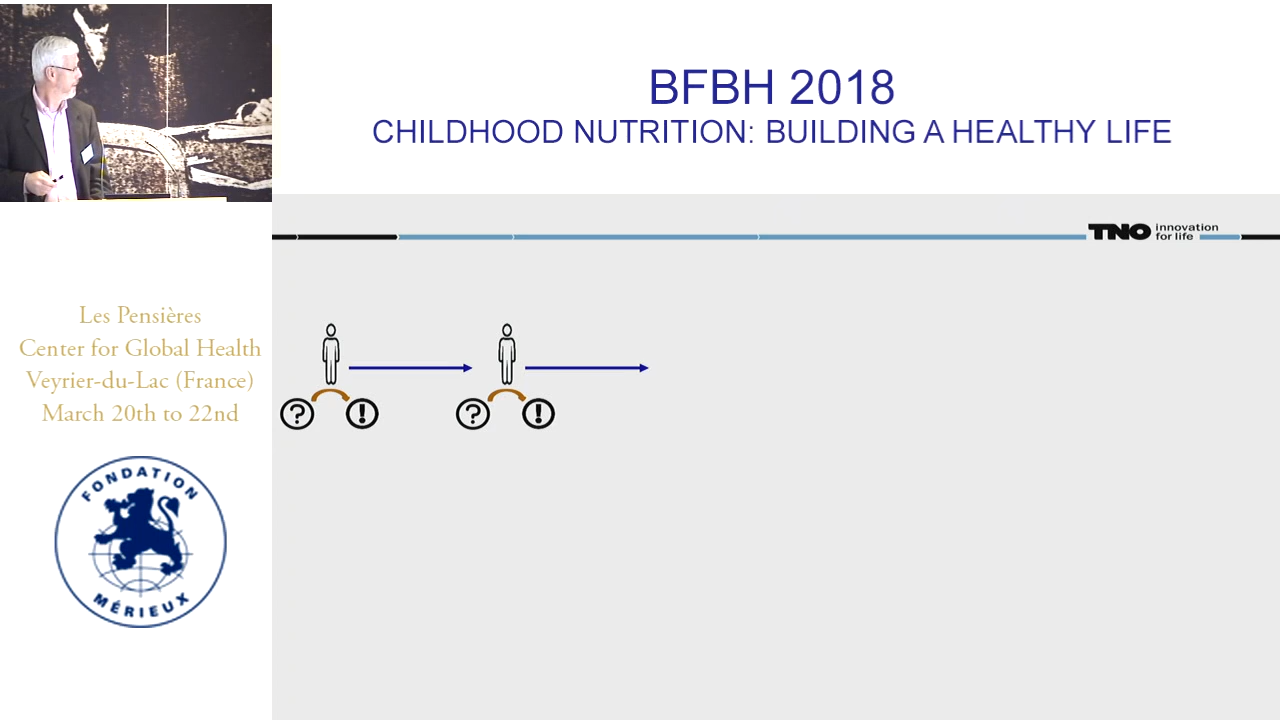 BFBH 2018
CHILDHOOD NUTRITION: BUILDING A HEALTHY LIFE
TNO innovation
for life
? ! ? !
Les Pensières
Center for Global Health
Veyrier-du-Lac (France)
March 20th to 22nd
FONDATION
MÉRIEUX